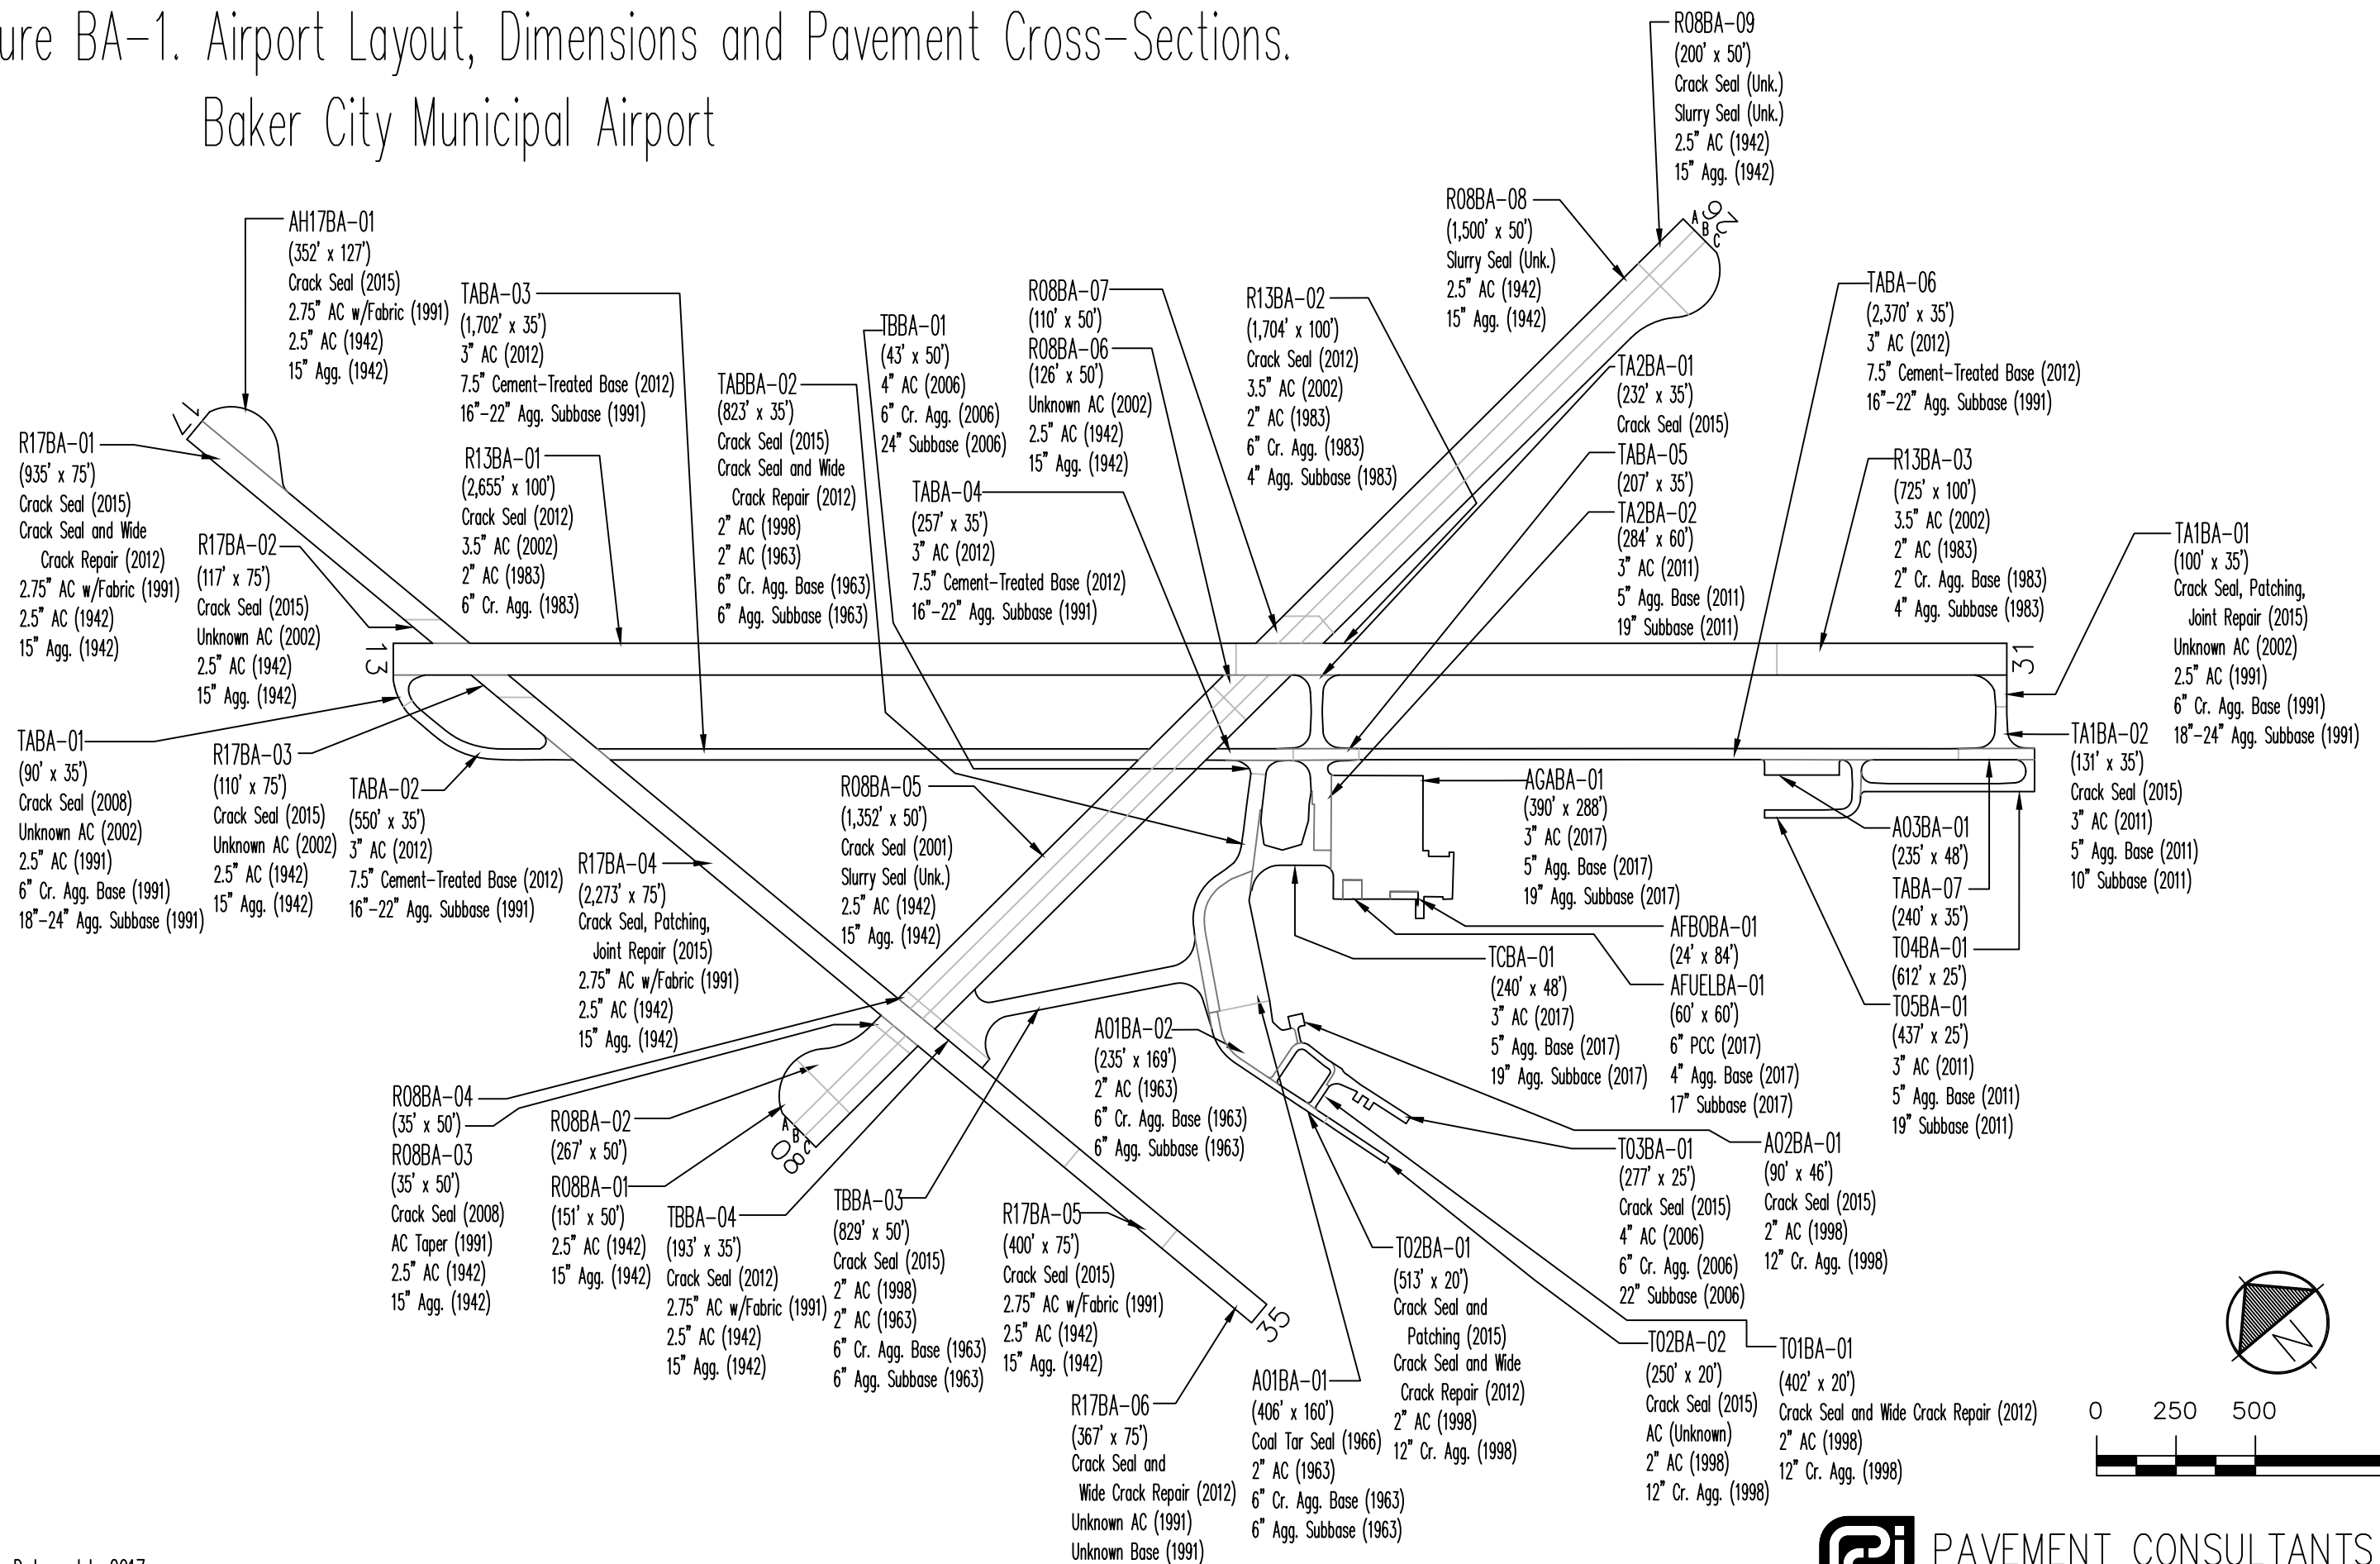 ure BA-1. Airport Layout, Dimensions and Pavement Cross-Sections.
Baker City Municipal Airport
R08BA-09
(200' x 50')
Crack Seal (Unk.)
Slurry Seal (Unk.)
2.5" AC (1942)
15" Agg. (1942)
R08BA-08
(1,500' x 50')
Slurry Seal (Unk.)
2.5" AC (1942)
15" Agg. (1942)
26
A
B
C
AH17BA-01
(352' x 127')
Crack Seal (2015)
2.75" AC w/Fabric (1991)
2.5" AC (1942)
15" Agg. (1942)
TABA-03
(1,702' x 35')
3" AC (2012)
7.5" Cement-Treated Base (2012)
16"-22" Agg. Subbase (1991)
TABBA-02
(823' x 35')
Crack Seal (2015)
Crack Seal and Wide
Crack Repair (2012)
2" AC (1998)
2" AC (1963)
6" Cr. Agg. Base (1963)
6" Agg. Subbase (1963)
TBBA-01
(43' x 50')
4" AC (2006)
6" Cr. Agg. (2006)
24" Subbase (2006)
R08BA-07
(110' x 50')
R08BA-06
(126' x 50')
Unknown AC (2002)
2.5" AC (1942)
15" Agg. (1942)
R13BA-02
(1,704' x 100')
Crack Seal (2012)
3.5" AC (2002)
2" AC (1983)
6" Cr. Agg. (1983)
4" Agg. Subbase (1983)
TA2BA-01
(232' x 35')
Crack Seal (2015)
TABA-05
(207' x 35')
TA2BA-02
(284' x 60')
3" AC (2011)
5" Agg. Base (2011)
19" Subbase (2011)
TABA-06
(2,370' x 35')
3" AC (2012)
7.5" Cement-Treated Base (2012)
16"-22" Agg. Subbase (1991)
17
R17BA-01
(935' x 75')
Crack Seal (2015)
Crack Seal and Wide
Crack Repair (2012)
2.75" AC w/Fabric (1991)
2.5" AC (1942)
15" Agg. (1942)
R17BA-02
(117' x 75')
Crack Seal (2015)
Unknown AC (2002)
2.5" AC (1942)
15" Agg. (1942)
R13BA-01
(2,655' x 100')
Crack Seal (2012)
3.5" AC (2002)
2" AC (1983)
6" Cr. Agg. (1983)
TABA-04
(257' x 35')
3" AC (2012)
7.5" Cement-Treated Base (2012)
16"-22" Agg. Subbase (1991)
R13BA-03
(725' x 100')
3.5" AC (2002)
2" AC (1983)
2" Cr. Agg. Base (1983)
4" Agg. Subbase (1983)
TA1BA-01
(100' x 35')
Crack Seal, Patching,
Joint Repair (2015)
Unknown AC (2002)
2.5" AC (1991)
6" Cr. Agg. Base (1991)
18"-24" Agg. Subbase (1991)
13
31
TABA-01
(90' x 35')
Crack Seal (2008)
Unknown AC (2002)
2.5" AC (1991)
6" Cr. Agg. Base (1991)
18"-24" Agg. Subbase (1991)
R17BA-03
(110' x 75')
Crack Seal (2015)
Unknown AC (2002)
2.5" AC (1942)
15" Agg. (1942)
TABA-02
(550' x 35')
3" AC (2012)
7.5" Cement-Treated Base (2012)
16"-22" Agg. Subbase (1991)
R17BA-04
(2,273' x 75')
Crack Seal, Patching,
Joint Repair (2015)
2.75" AC w/Fabric (1991)
2.5" AC (1942)
15" Agg. (1942)
R08BA-05
(1,352' x 50')
Crack Seal (2001)
Slurry Seal (Unk.)
2.5" AC (1942)
15" Agg. (1942)
AGABA-01
(390' x 288')
3" AC (2017)
5" Agg. Base (2017)
19" Agg. Subbase (2017)
TA1BA-02
(131' x 35')
Crack Seal (2015)
3" AC (2011)
5" Agg. Base (2011)
10" Subbase (2011)
A03BA-01
(235' x 48')
TABA-07
(240' x 35')
T04BA-01
(612' x 25')
T05BA-01
(437' x 25')
3" AC (2011)
5" Agg. Base (2011)
19" Subbase (2011)
AFBOBA-01
(24' x 84')
AFUELBA-01
(60' x 60')
6" PCC (2017)
4" Agg. Base (2017)
17" Subbase (2017)
TCBA-01
(240' x 48')
3" AC (2017)
5" Agg. Base (2017)
19" Agg. Subbace (2017)
A01BA-02
(235' x 169')
2" AC (1963)
6" Cr. Agg. Base (1963)
6" Agg. Subbase (1963)
R08BA-04
(35' x 50')
R08BA-03
(35' x 50')
Crack Seal (2008)
AC Taper (1991)
2.5" AC (1942)
15" Agg. (1942)
R08BA-02
(267' x 50')
R08BA-01
(151' x 50')
2.5" AC (1942)
15" Agg. (1942)
A
B
C
08
TBBA-04
(193' x 35')
Crack Seal (2012)
2.75" AC w/Fabric (1991)
2.5" AC (1942)
15" Agg. (1942)
TBBA-03
(829' x 50')
Crack Seal (2015)
2" AC (1998)
2" AC (1963)
6" Cr. Agg. Base (1963)
6" Agg. Subbase (1963)
R17BA-05
(400' x 75')
Crack Seal (2015)
2.75" AC w/Fabric (1991)
2.5" AC (1942)
15" Agg. (1942)
35
R17BA-06
(367' x 75')
Crack Seal and
Wide Crack Repair (2012)
Unknown AC (1991)
Unknown Base (1991)
A01BA-01
(406' x 160')
Coal Tar Seal (1966)
2" AC (1963)
6" Cr. Agg. Base (1963)
6" Agg. Subbase (1963)
T02BA-01
(513' x 20')
Crack Seal and
Patching (2015)
Crack Seal and Wide
Crack Repair (2012)
2" AC (1998)
12" Cr. Agg. (1998)
T03BA-01
(277' x 25')
Crack Seal (2015)
4" AC (2006)
6" Cr. Agg. (2006)
22" Subbase (2006)
A02BA-01
(90' x 46')
Crack Seal (2015)
2" AC (1998)
12" Cr. Agg. (1998)
T02BA-02
(250' x 20')
Crack Seal (2015)
AC (Unknown)
2" AC (1998)
12" Cr. Agg. (1998)
T01BA-01
(402' x 20')
Crack Seal and Wide Crack Repair (2012)
2" AC (1998)
12" Cr. Agg. (1998)
N
0 250 500
PAVEMENT CONSULTANTS